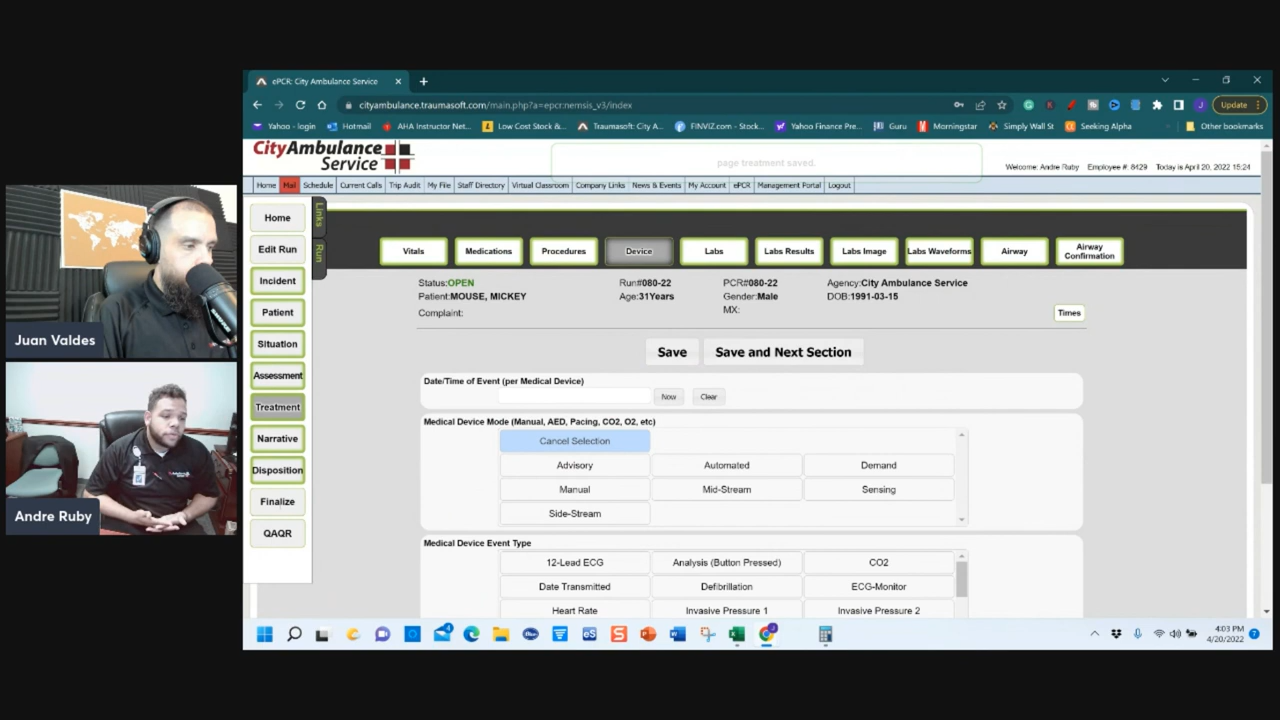 ePCR: City Ambulance Service
cityambulance.traumasoft.com/main.php?a=epcr:nemsis_v3/index
Update
Yahoo - login Hotmail AHA Instructor Net... Low Cost Stock &... Traumasoft: City A... FINVIZ.com - Stock... Yahoo Finance Pre... Guru Morningstar Simply Wall St Seeking Alpha Other bookmarks
CityAmbulance
Service
page treatment saved.
Welcome: Andre Ruby Employee #: 8429 Today is April 20, 2022 15:24
Home Mail Schedule Current Calls Trip Audit My File Staff Directory Virtual Classroom Company Links News & Events My Account ePCR Management Portal Logout
Links
Run
Home
Edit Run
Incident
Patient
Situation
Assessment
Treatment
Narrative
Disposition
Finalize
QAQR
Vitals Medications Procedures Device Labs Labs Results Labs Image Labs Waveforms Airway Airway Confirmation
Status:OPEN Run#080-22 PCR#080-22 Agency:City Ambulance Service
Patient:MOUSE, MICKEY Age:31Years Gender:Male DOB:1991-03-15
Complaint: MX:
Times
Save Save and Next Section
Date/Time of Event (per Medical Device)
Now Clear
Medical Device Mode (Manual, AED, Pacing, CO2, O2, etc)
Cancel Selection
Advisory Automated Demand
Manual Mid-Stream Sensing
Side-Stream
Medical Device Event Type
12-Lead ECG Analysis (Button Pressed) CO2
Date Transmitted Defibrillation ECG-Monitor
Heart Rate Invasive Pressure 1 Invasive Pressure 2
Juan Valdes
Andre Ruby
4:03 PM
4/20/2022